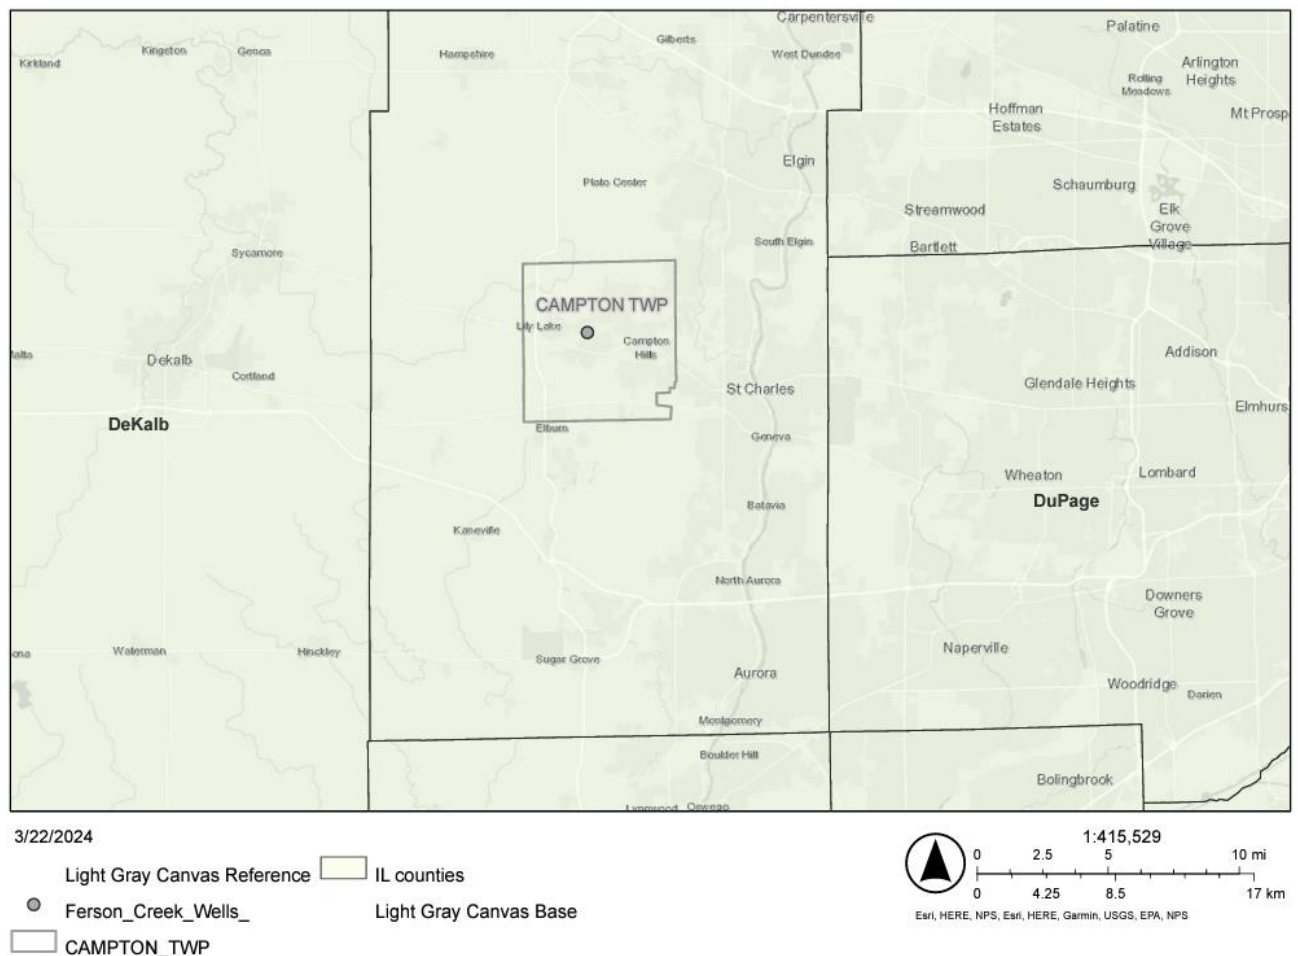 Carpentersville
Palatine
Kingston
Genoa
Hampshire
Gilberts
West Dundee
Kirkland
Arlington
Heights
Rolling
Meadows
Hoffman
Estates
Mt Prosp
Elgin
Plato Center
Schaumburg
Streamwood
Elk
Grove
Village
South Elgin
Bartlett
Sycamore
CAMPTON TWP
Lily Lake
Campton
Hills
Dekalb
Cortland
Addison
St Charles
Glendale Heights
Elmhurs
DeKalb
Elburn
Geneva
Wheaton
Lombard
DuPage
Batavia
Kaneville
North Aurora
Downers
Grove
Waterman
Hinckley
Sugar Grove
Naperville
Aurora
Woodridge
Darien
Montgomery
Boulder Hill
Bolingbrook
Oswego
3/22/2024
1:415,529
0 2.5 5 10 mi
0 4.25 8.5 17 km
Esri, HERE, NPS, Esri, HERE, Garmin, USGS, EPA, NPS
Light Gray Canvas Reference
IL counties
Ferson_Creek_Wells_
Light Gray Canvas Base
CAMPTON_TWP